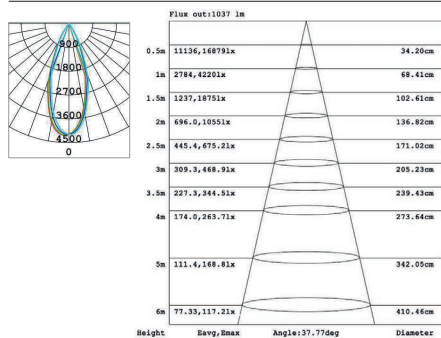 Flux out:1037 lm
900
1800
2700
3600
4500
0
0.5m 11136,16879lx 34.20cm
1m 2784,4220lx 68.41cm
1.5m 1237,1875lx 102.61cm
2m 696.0,1055lx 136.82cm
2.5m 445.4,675.2lx 171.02cm
3m 309.3,468.9lx 205.23cm
3.5m 227.3,344.5lx 239.43cm
4m 174.0,263.7lx 273.64cm
5m 111.4,168.8lx 342.05cm
6m 77.33,117.2lx 410.46cm
Height Eavg,Emax Angle:37.77deg Diameter